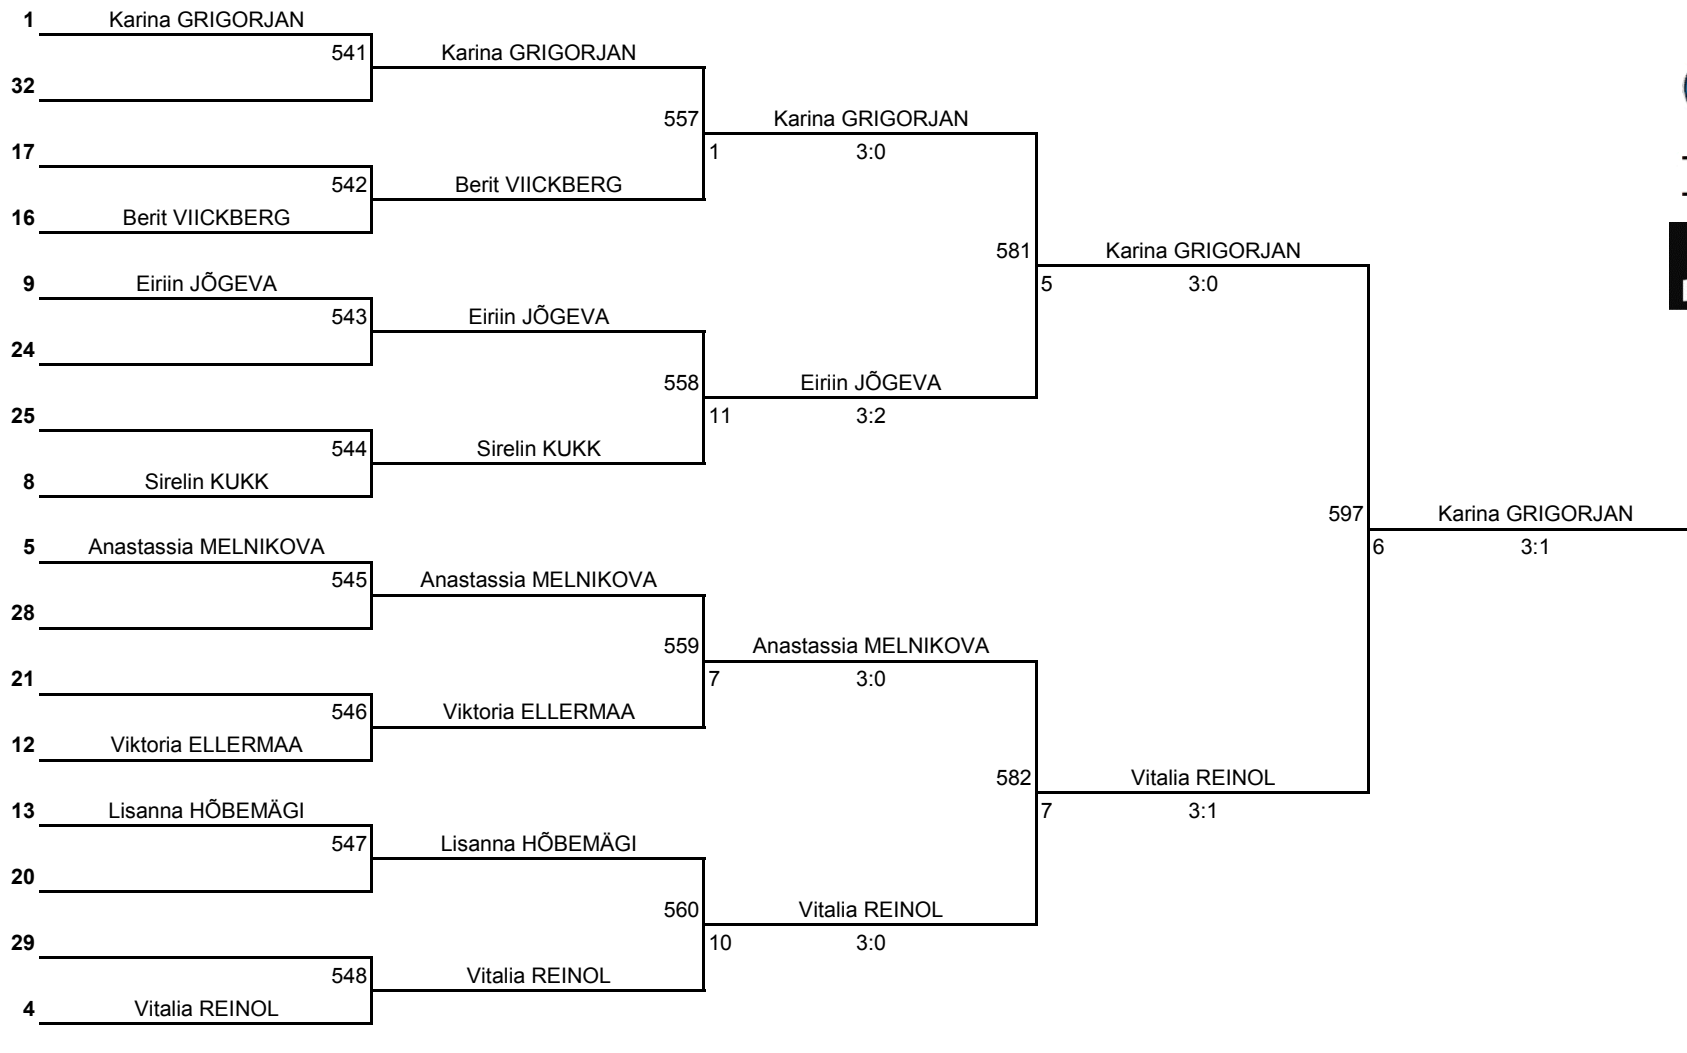 1 Karina GRIGORJAN
541 Karina GRIGORJAN
32
557 Karina GRIGORJAN
17 1 3:0
542 Berit VIICKBERG
16 Berit VIICKBERG
581 Karina GRIGORJAN
9 Eiriin JÕGEVA 5 3:0
543 Eiriin JÕGEVA
24
558 Eiriin JÕGEVA
25 11 3:2
544 Sirelin KUKK
8 Sirelin KUKK
597 Karina GRIGORJAN
5 Anastassia MELNIKOVA 6 3:1
545 Anastassia MELNIKOVA
28
559 Anastassia MELNIKOVA
21 7 3:0
546 Viktoria ELLERMAA
12 Viktoria ELLERMAA
582 Vitalia REINOL
13 Lisanna HÕBEMÄGI 7 3:1
547 Lisanna HÕBEMÄGI
20
560 Vitalia REINOL
29 10 3:0
548 Vitalia REINOL
4 Vitalia REINOL